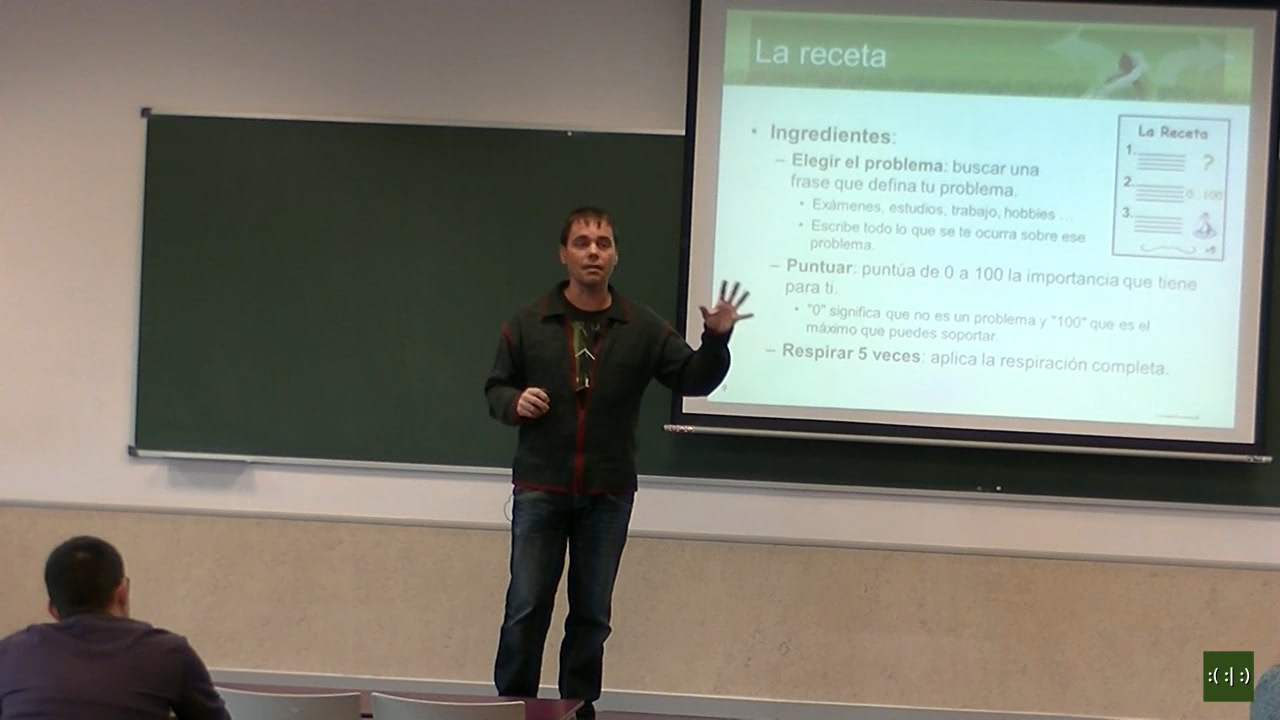 La receta
• Ingredientes:
– Elegir el problema: buscar una
frase que defina tu problema.
• Exámenes, estudios, trabajo, hobbies ...
• Escribe todo lo que se te ocurra sobre ese
problema.
– Puntuar: puntúa de 0 a 100 la importancia que tiene
para ti.
• "0" significa que no es un problema y "100" que es el
máximo que puedes soportar
– Respirar 5 veces: aplica la respiración completa.
La Receta
1. ?
2. 0 - 100
3.
x5
:( :| :)